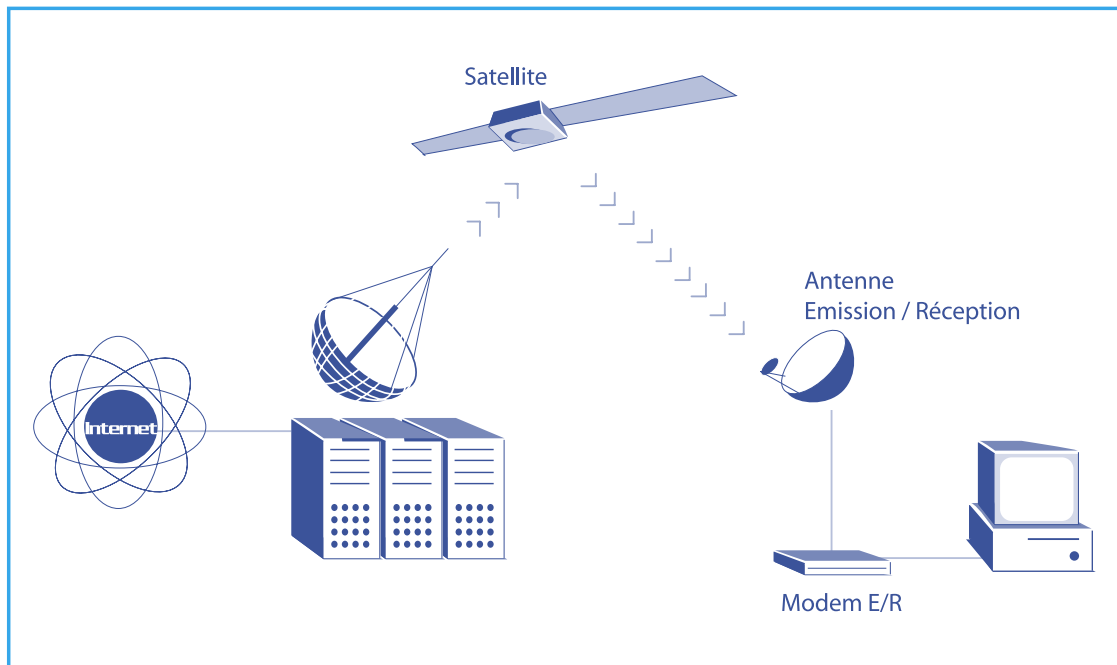 Satellite
Antenne
Emission / Réception
Internet
Modem E/R